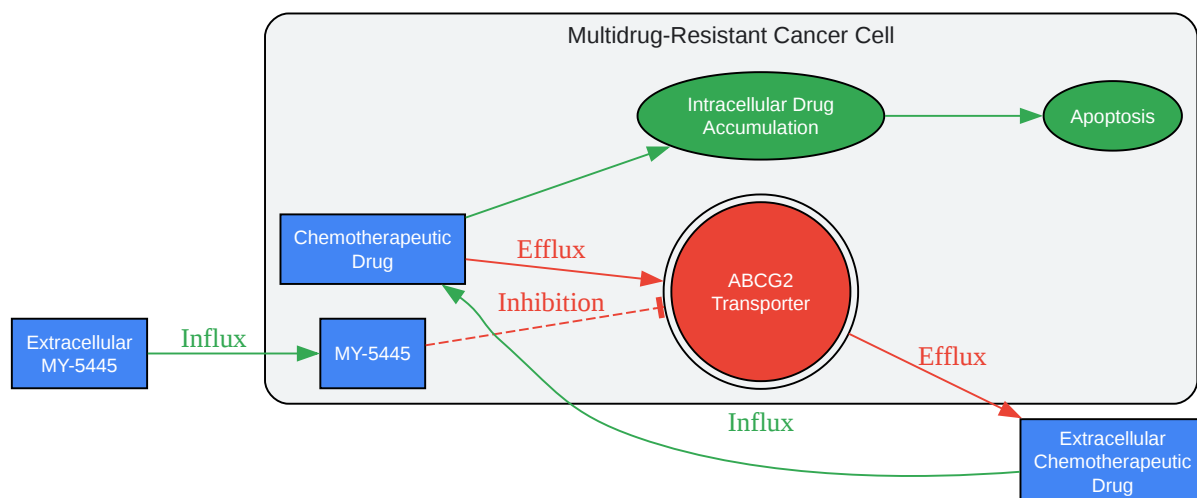 Multidrug-Resistant Cancer Cell
Intracellular Drug
Accumulation
Apoptosis
Chemotherapeutic
Drug
Efflux
ABCG2
Transporter
Inhibition
Extracellular
MY-5445
Influx
MY-5445
Efflux
Influx
Extracellular
Chemotherapeutic
Drug